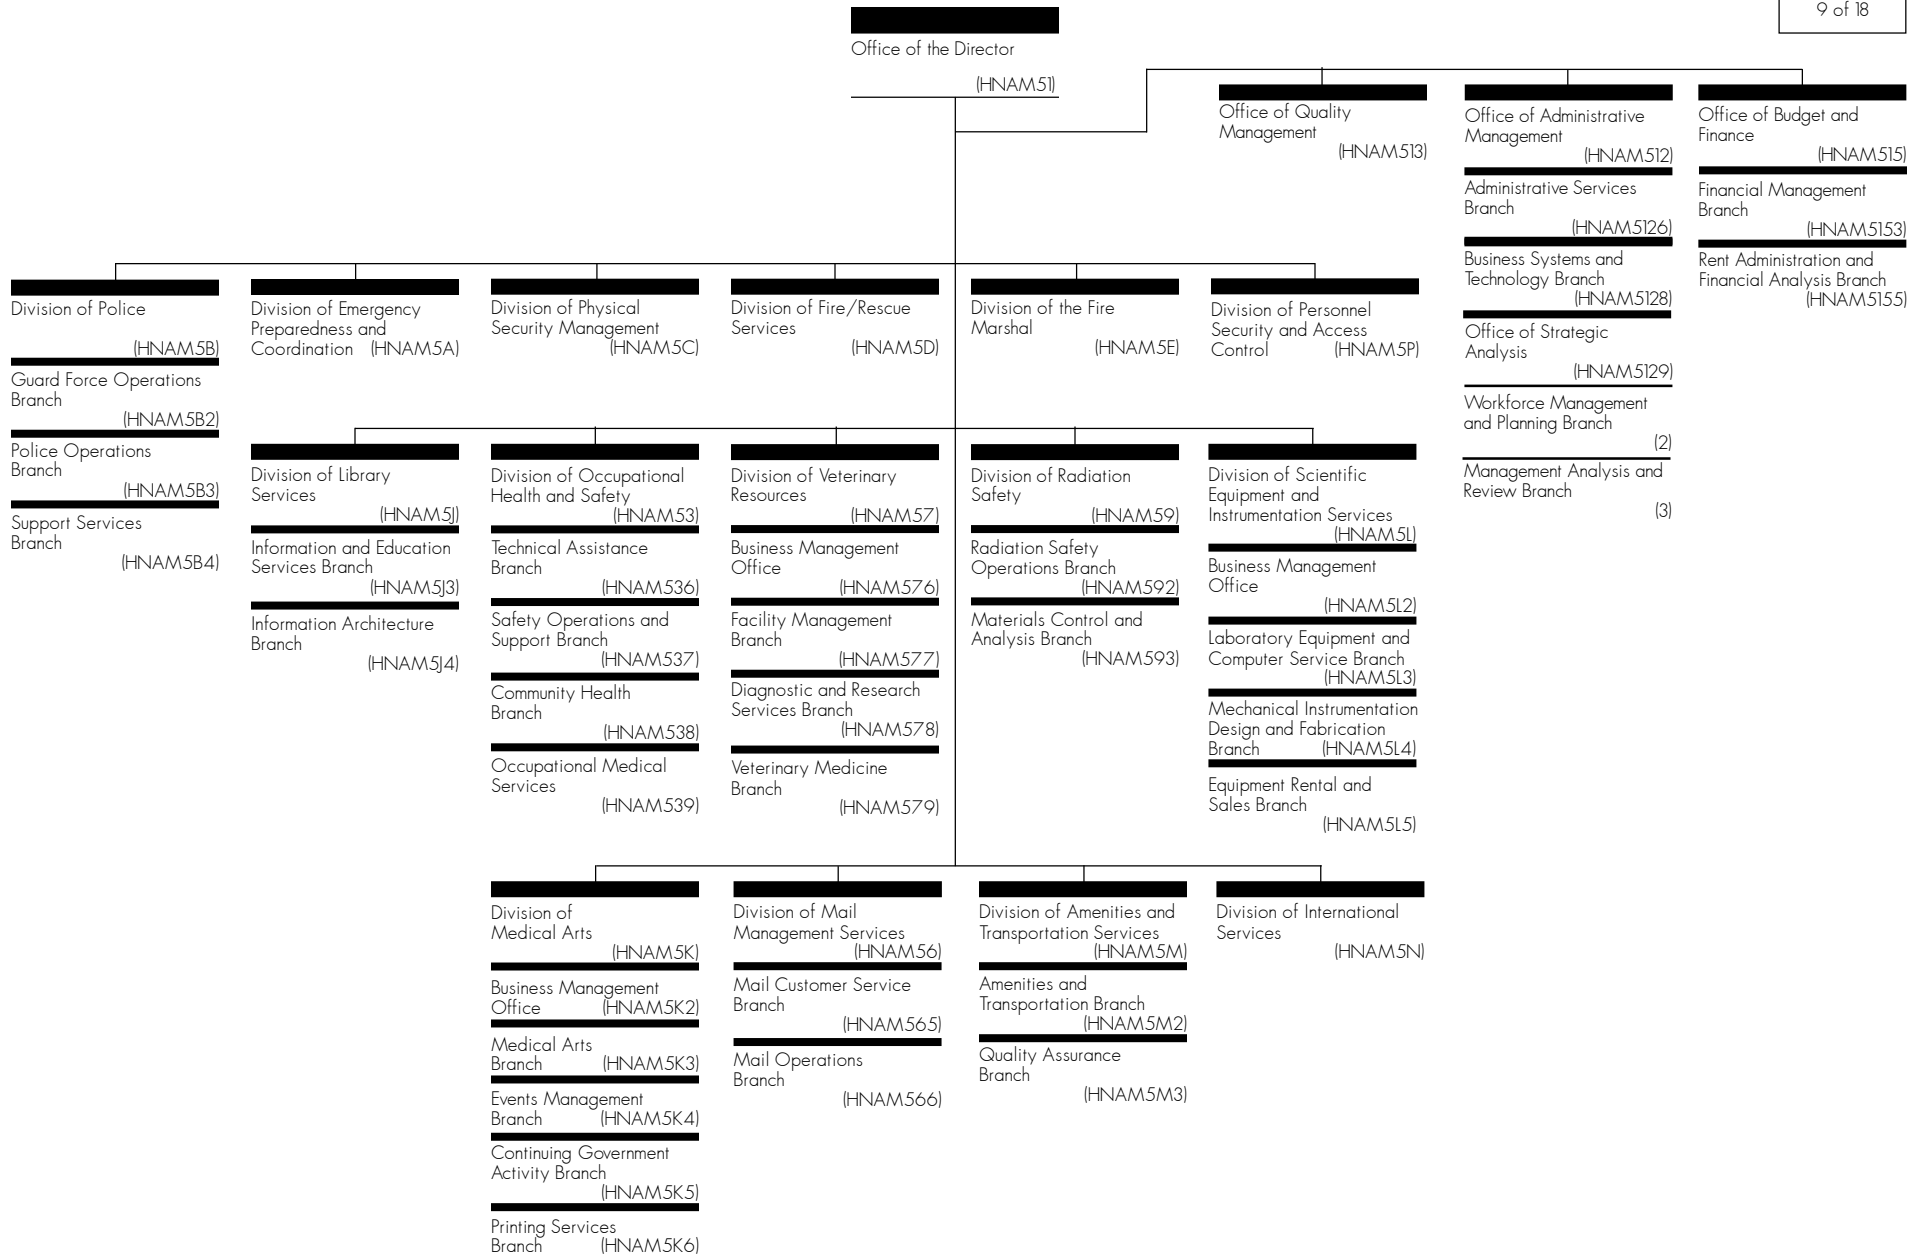 9 of 18
Office of the Director
(HNAM51)
Office of Quality
Management
(HNAM513)
Office of Administrative
Management
(HNAM512)
Administrative Services
Branch
(HNAM5126)
Business Systems and
Technology Branch
(HNAM5128)
Office of Strategic
Analysis
(HNAM5129)
Workforce Management
and Planning Branch
(2)
Management Analysis and
Review Branch
(3)
Office of Budget and
Finance
(HNAM515)
Financial Management
Branch
(HNAM5153)
Rent Administration and
Financial Analysis Branch
(HNAM5155)
Division of Police
(HNAM5B)
Guard Force Operations
Branch
(HNAM5B2)
Police Operations
Branch
(HNAM5B3)
Support Services
Branch
(HNAM5B4)
Division of Emergency
Preparedness and
Coordination (HNAM5A)
Division of Physical
Security Management
(HNAM5C)
Division of Fire/Rescue
Services
(HNAM5D)
Division of the Fire
Marshal
(HNAM5E)
Division of Personnel
Security and Access
Control (HNAM5P)
Division of Library
Services
(HNAM5J)
Information and Education
Services Branch
(HNAM5J3)
Information Architecture
Branch
(HNAM5J4)
Division of Occupational
Health and Safety
(HNAM53)
Technical Assistance
Branch
(HNAM536)
Safety Operations and
Support Branch
(HNAM537)
Community Health
Branch
(HNAM538)
Occupational Medical
Services
(HNAM539)
Division of Veterinary
Resources
(HNAM57)
Business Management
Office
(HNAM576)
Facility Management
Branch
(HNAM577)
Diagnostic and Research
Services Branch
(HNAM578)
Veterinary Medicine
Branch
(HNAM579)
Division of Radiation
Safety
(HNAM59)
Radiation Safety
Operations Branch
(HNAM592)
Materials Control and
Analysis Branch
(HNAM593)
Division of Scientific
Equipment and
Instrumentation Services
(HNAM5L)
Business Management
Office
(HNAM5L2)
Laboratory Equipment and
Computer Service Branch
(HNAM5L3)
Mechanical Instrumentation
Design and Fabrication
Branch (HNAM5L4)
Equipment Rental and
Sales Branch
(HNAM5L5)
Division of
Medical Arts
(HNAM5K)
Business Management
Office (HNAM5K2)
Medical Arts
Branch (HNAM5K3)
Events Management
Branch (HNAM5K4)
Continuing Government
Activity Branch
(HNAM5K5)
Printing Services
Branch (HNAM5K6)
Division of Mail
Management Services
(HNAM56)
Mail Customer Service
Branch
(HNAM565)
Mail Operations
Branch
(HNAM566)
Division of Amenities and
Transportation Services
(HNAM5M)
Amenities and
Transportation Branch
(HNAM5M2)
Quality Assurance
Branch
(HNAM5M3)
Division of International
Services
(HNAM5N)